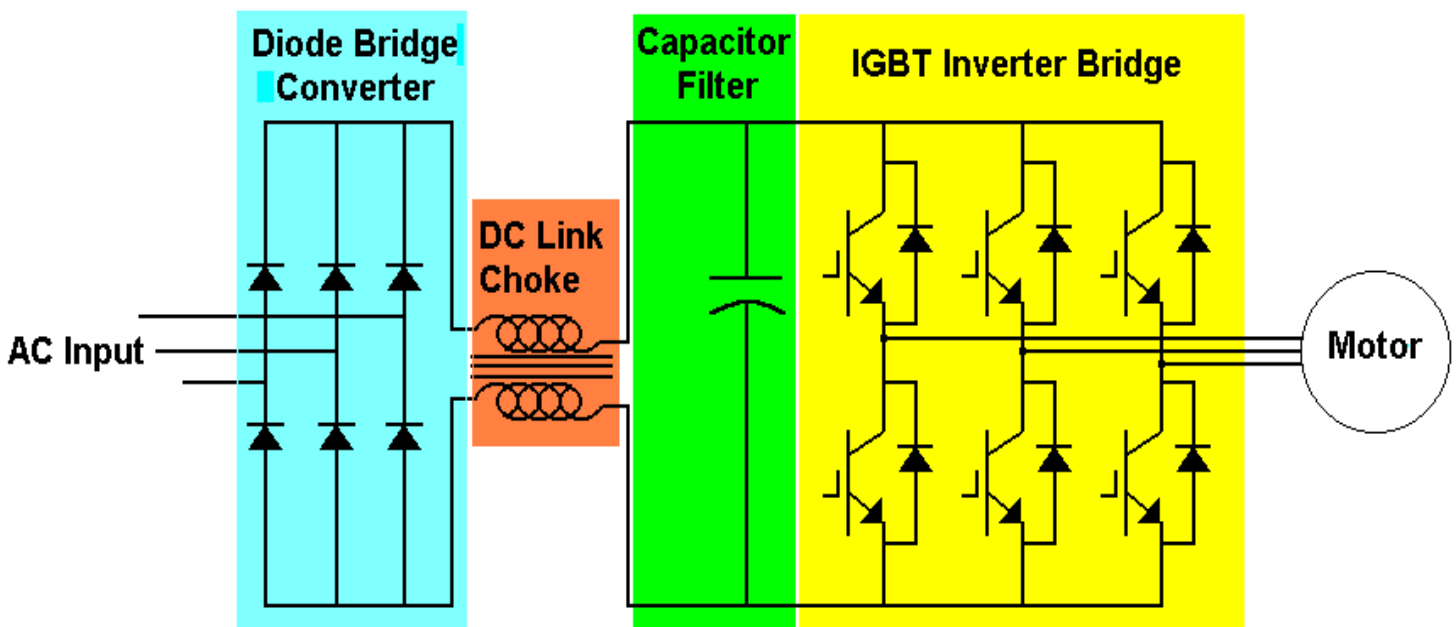 Diode Bridge
Converter
Capacitor
Filter
IGBT Inverter Bridge
DC Link
Choke
AC Input
Motor